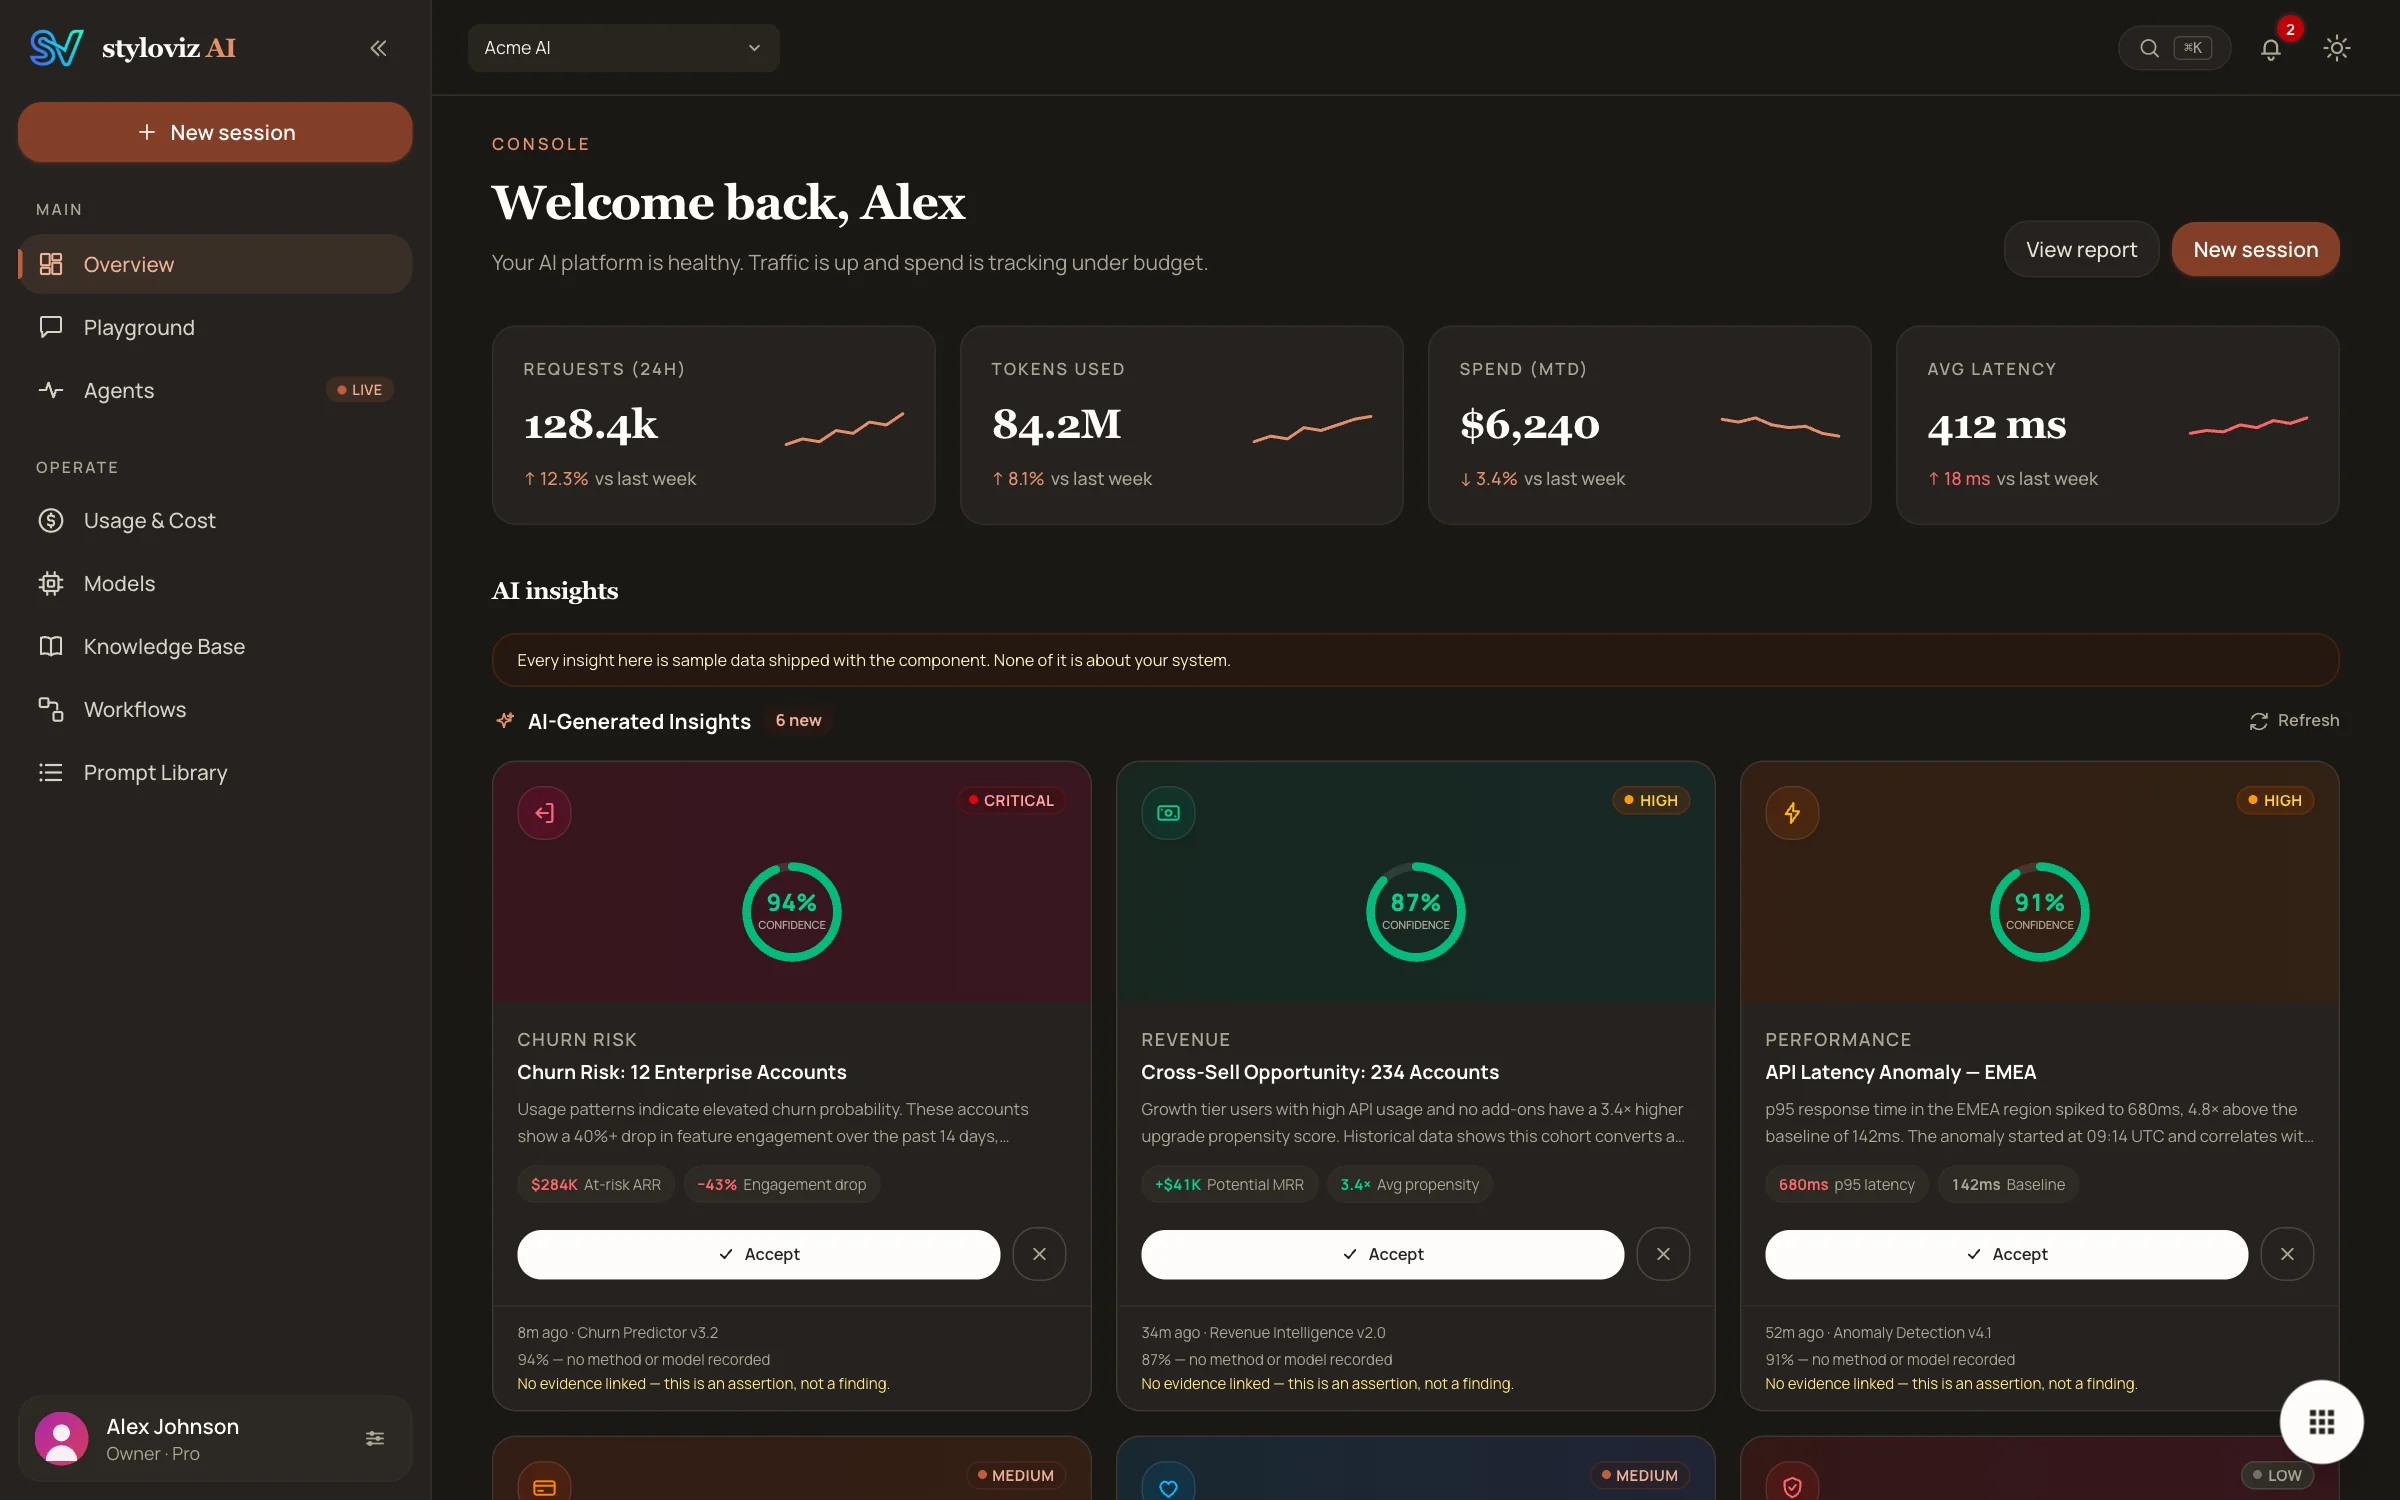 styloviz AI
New session
MAIN
Overview
Playground
Agents
LIVE
OPERATE
Usage & Cost
Models
Knowledge Base
Workflows
Prompt Library
Alex Johnson
Owner · Pro
Acme AI
⌘K
2
CONSOLE
Welcome back, Alex
Your AI platform is healthy. Traffic is up and spend is tracking under budget.
View report
New session
REQUESTS (24H)
128.4k
↑ 12.3% vs last week
TOKENS USED
84.2M
↑ 8.1% vs last week
SPEND (MTD)
$6,240
↓ 3.4% vs last week
AVG LATENCY
412 ms
↑ 18 ms vs last week
AI insights
Every insight here is sample data shipped with the component. None of it is about your system.
AI-Generated Insights
6 new
Refresh
CRITICAL
94%
CONFIDENCE
CHURN RISK
Churn Risk: 12 Enterprise Accounts
Usage patterns indicate elevated churn probability. These accounts
show a 40%+ drop in feature engagement over the past 14 days,...
$284K At-risk ARR
−43% Engagement drop
Accept
8m ago · Churn Predictor v3.2
94% — no method or model recorded
No evidence linked — this is an assertion, not a finding.
HIGH
87%
CONFIDENCE
REVENUE
Cross-Sell Opportunity: 234 Accounts
Growth tier users with high API usage and no add-ons have a 3.4× higher
upgrade propensity score. Historical data shows this cohort converts a...
+$41K Potential MRR
3.4× Avg propensity
Accept
34m ago · Revenue Intelligence v2.0
87% — no method or model recorded
No evidence linked — this is an assertion, not a finding.
HIGH
91%
CONFIDENCE
PERFORMANCE
API Latency Anomaly — EMEA
p95 response time in the EMEA region spiked to 680ms, 4.8× above the
baseline of 142ms. The anomaly started at 09:14 UTC and correlates wit...
680ms p95 latency
142ms Baseline
Accept
52m ago · Anomaly Detection v4.1
91% — no method or model recorded
No evidence linked — this is an assertion, not a finding.
MEDIUM
MEDIUM
LOW